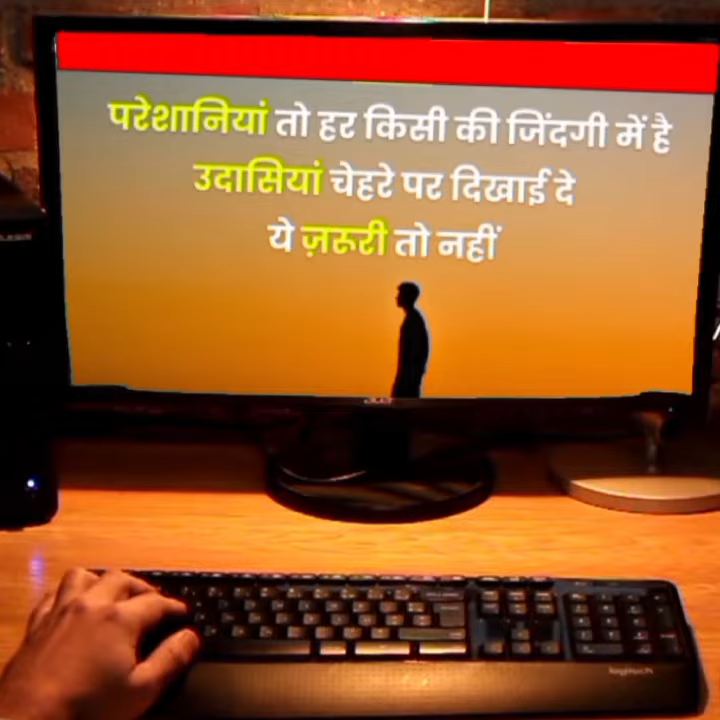 परेशानियां तो हर किसी की जिंदगी में है
उदासियां चेहरे पर दिखाई दे
ये ज़रूरी तो नहीं